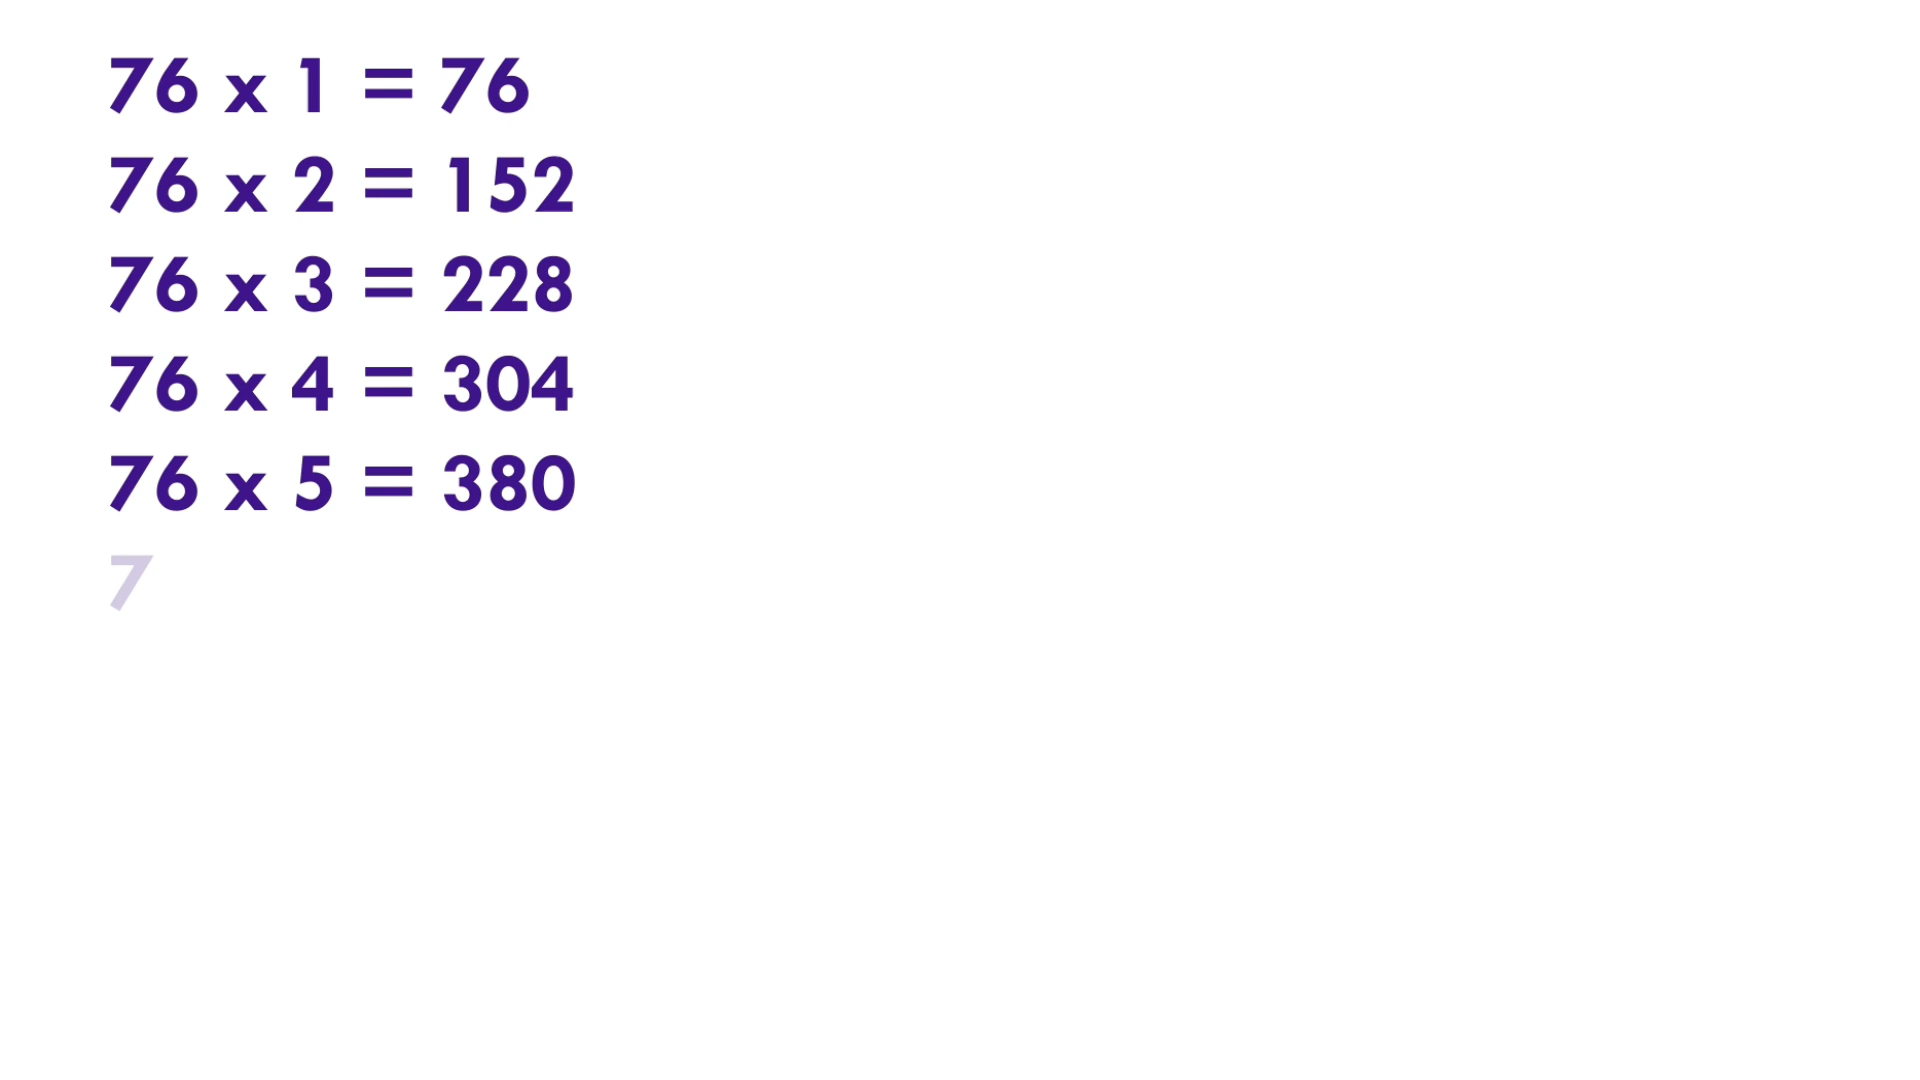 76 x 1 = 76
76 x 2 = 152
76 x 3 = 228
76 x 4 = 304
76 x 5 = 380
7